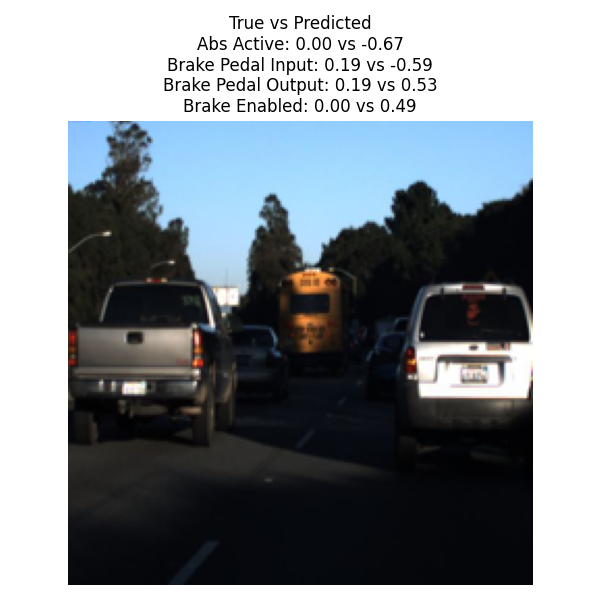 True vs Predicted
Abs Active: 0.00 vs -0.67
Brake Pedal Input: 0.19 vs -0.59
Brake Pedal Output: 0.19 vs 0.53
Brake Enabled: 0.00 vs 0.49